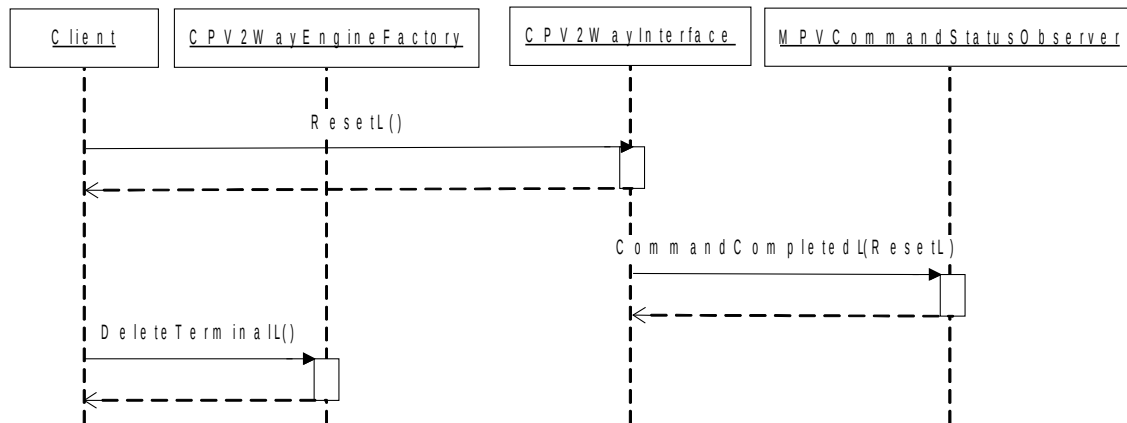 Client
CPV2WayEngineFactory
CPV2WayInterface
MPVCommandStatusObserver
ResetL()
CommandCompletedL(ResetL)
DeleteTerminalL()